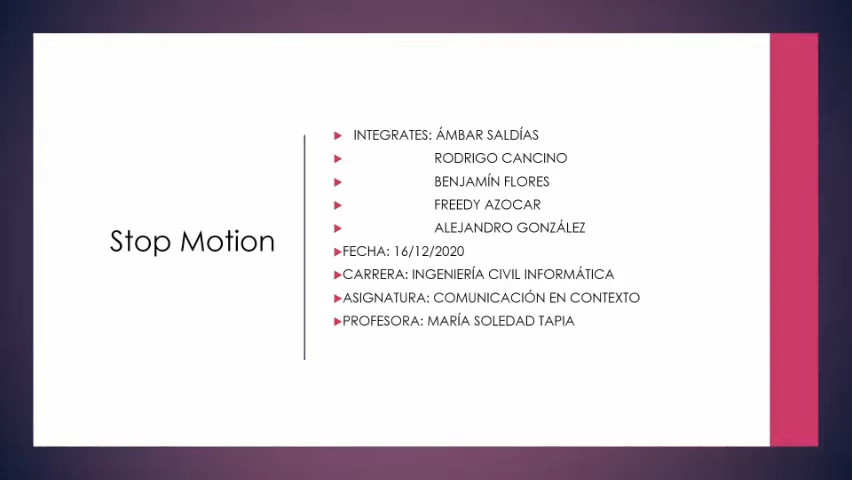 Stop Motion
INTEGRATES: ÁMBAR SALDÍAS
RODRIGO CANCINO
BENJAMÍN FLORES
FREEDY AZOCAR
ALEJANDRO GONZÁLEZ
FECHA: 16/12/2020
CARRERA: INGENIERÍA CIVIL INFORMÁTICA
ASIGNATURA: COMUNICACIÓN EN CONTEXTO
PROFESORA: MARÍA SOLEDAD TAPIA